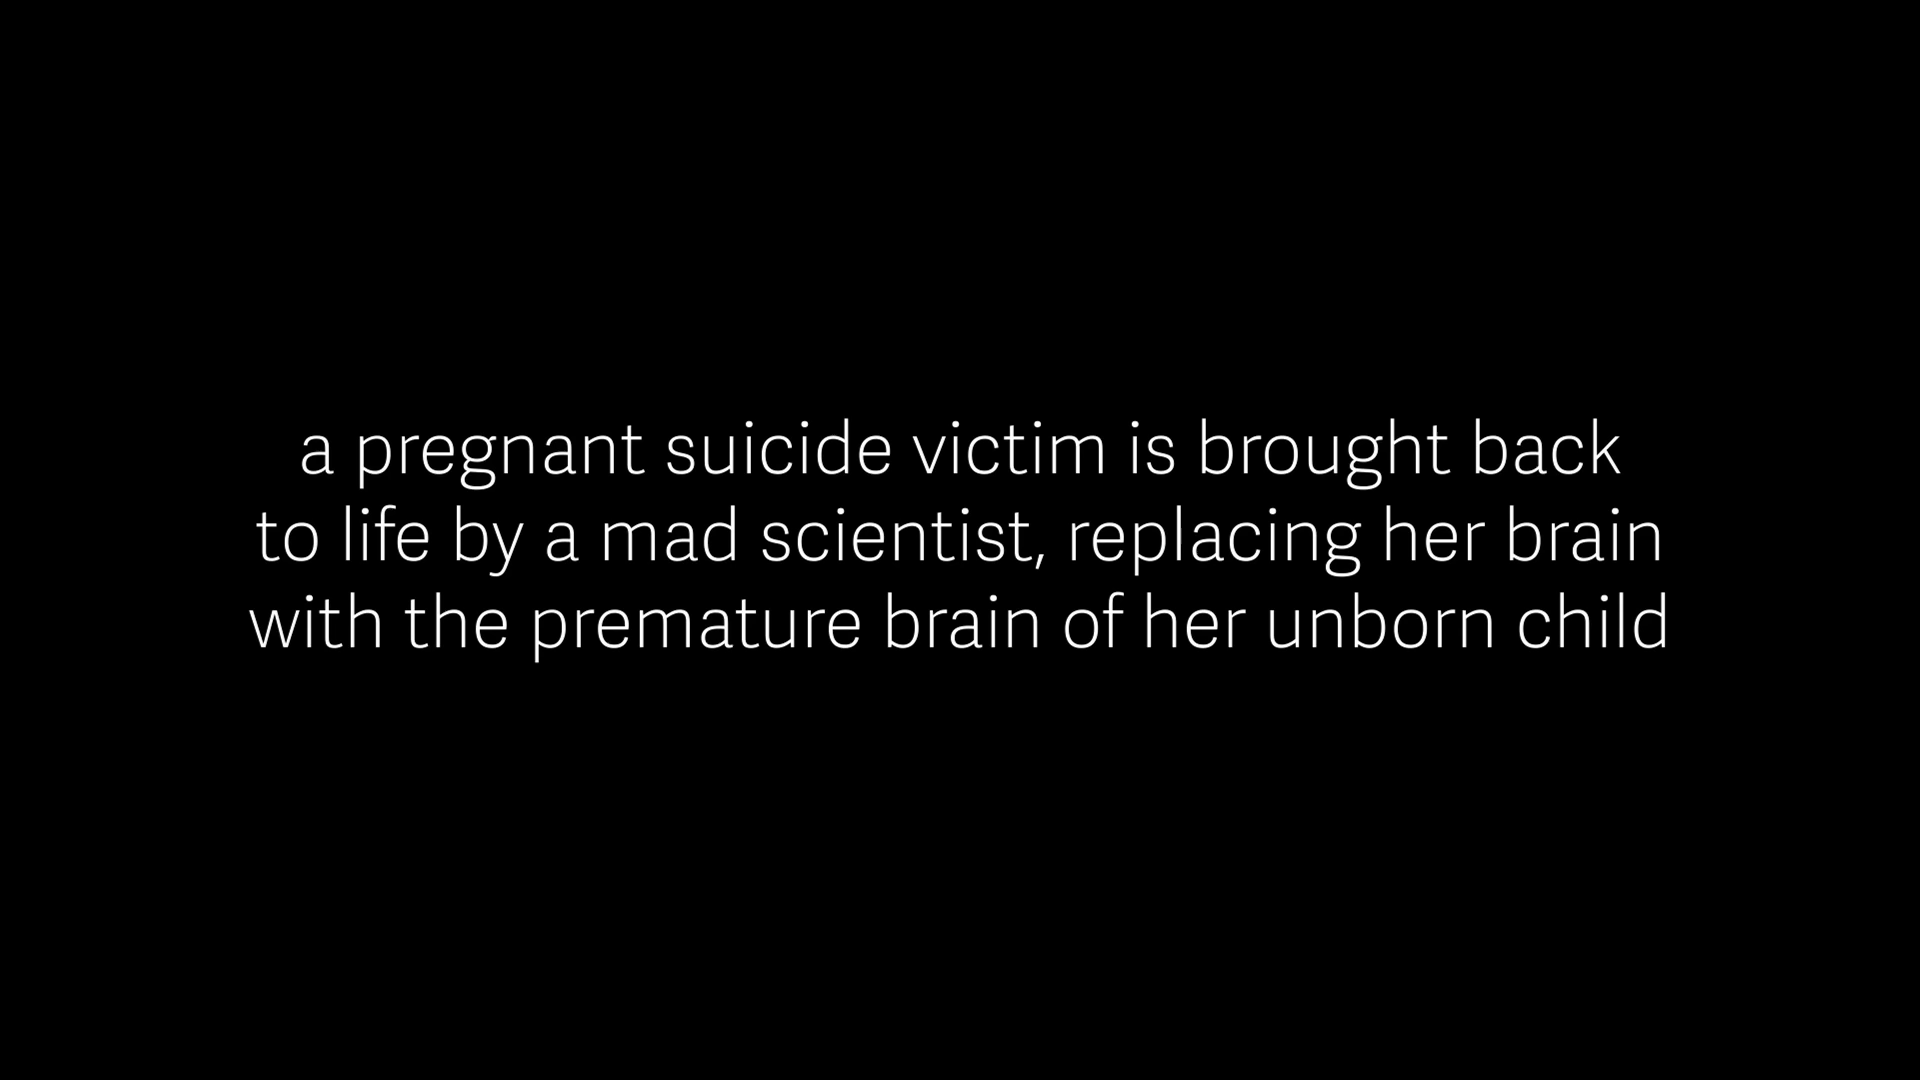 a pregnant suicide victim is brought back
to life by a mad scientist, replacing her brain
with the premature brain of her unborn child